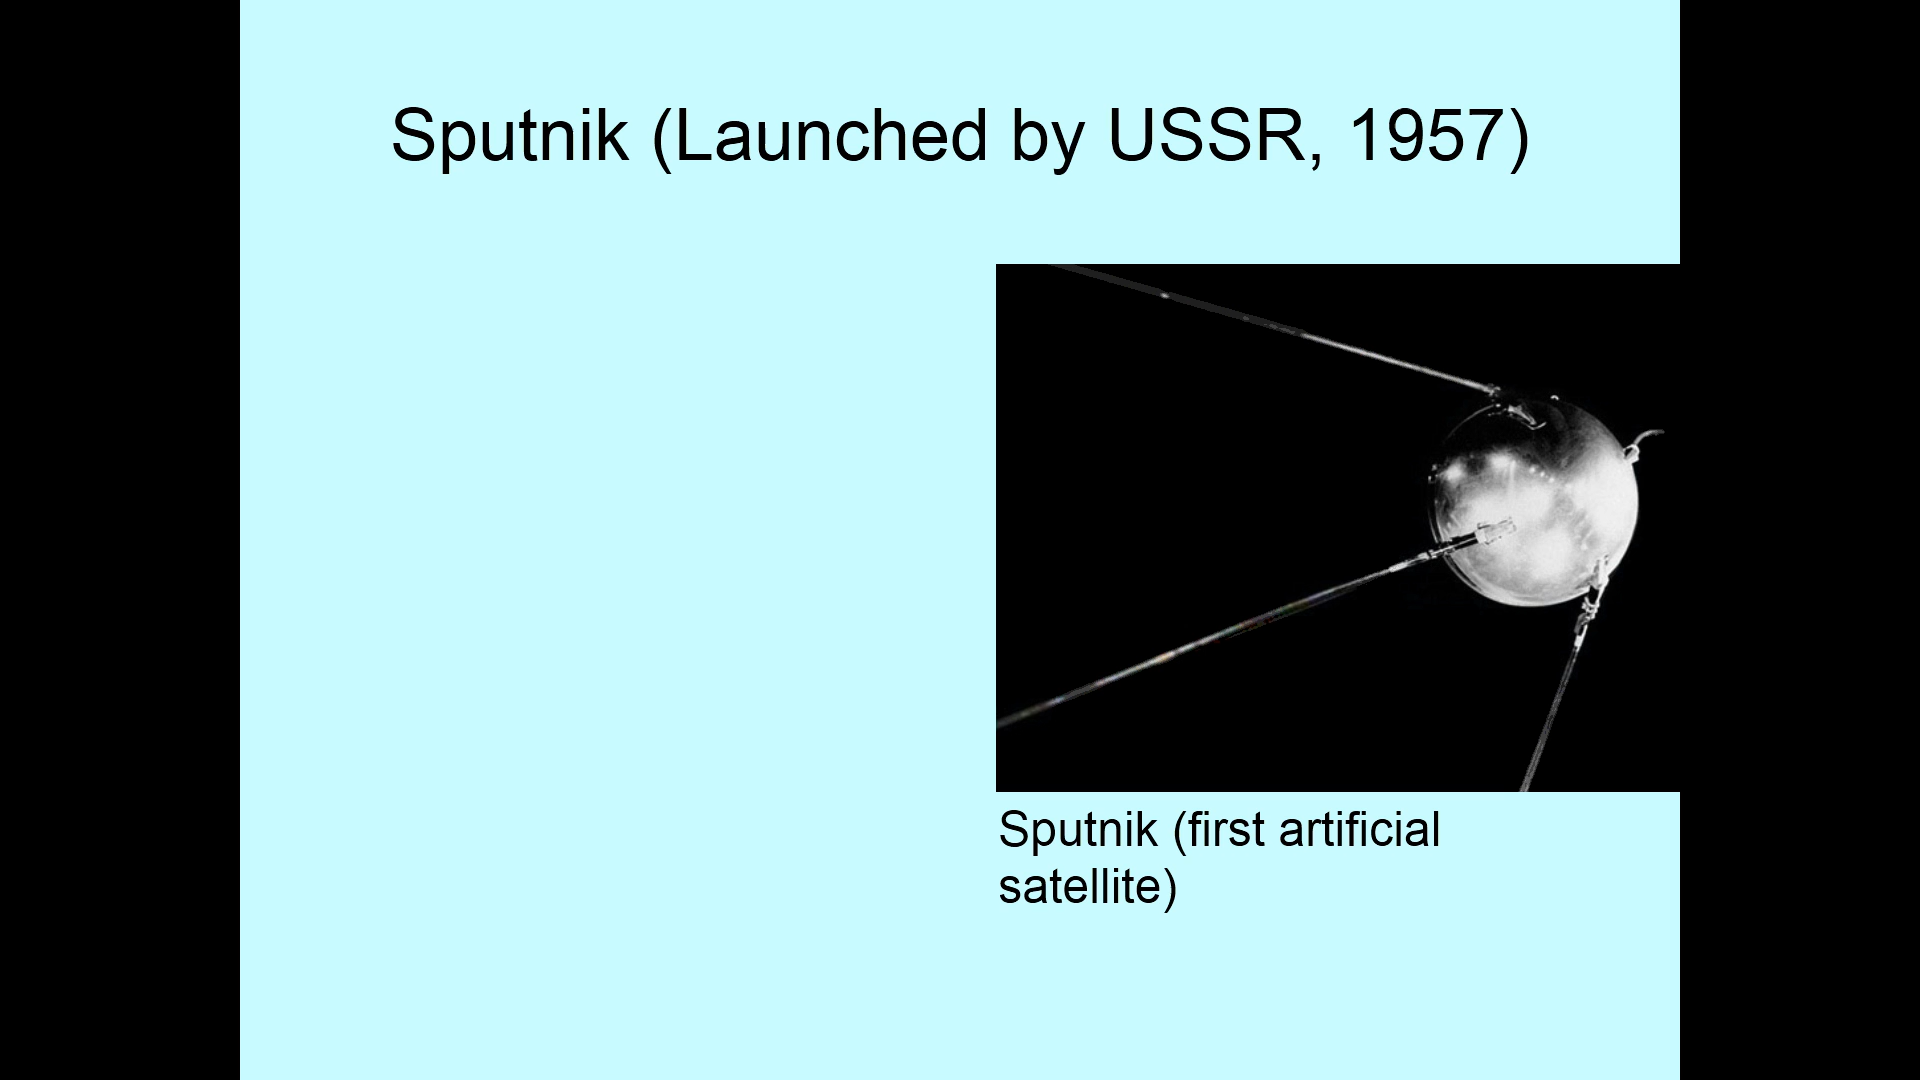 Sputnik (Launched by USSR, 1957)
Sputnik (first artificial
satellite)